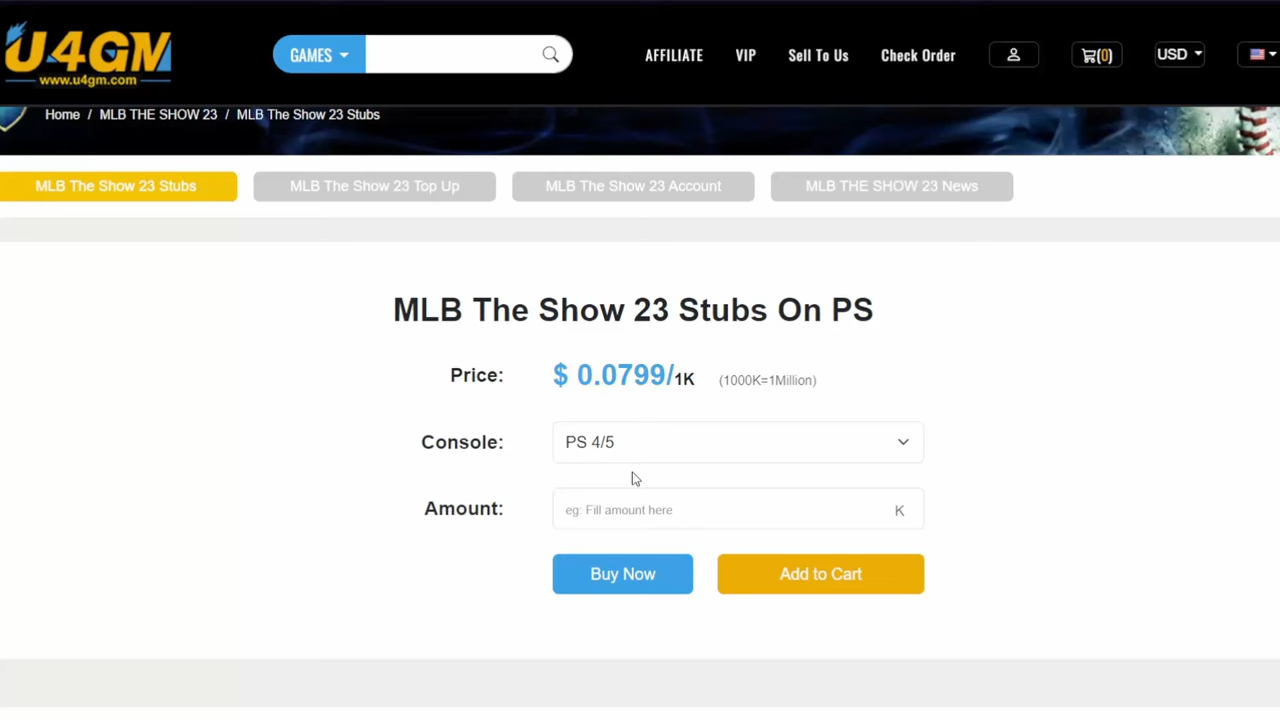 U4GM
www.u4gm.com
GAMES
AFFILIATE
VIP
Sell To Us
Check Order
(0)
USD
Home / MLB THE SHOW 23 / MLB The Show 23 Stubs
MLB The Show 23 Stubs
MLB The Show 23 Top Up
MLB The Show 23 Account
MLB THE SHOW 23 News
MLB The Show 23 Stubs On PS
Price: $ 0.0799/1K (1000K=1Million)
Console: PS 4/5
Amount: eg: Fill amount here K
Buy Now
Add to Cart